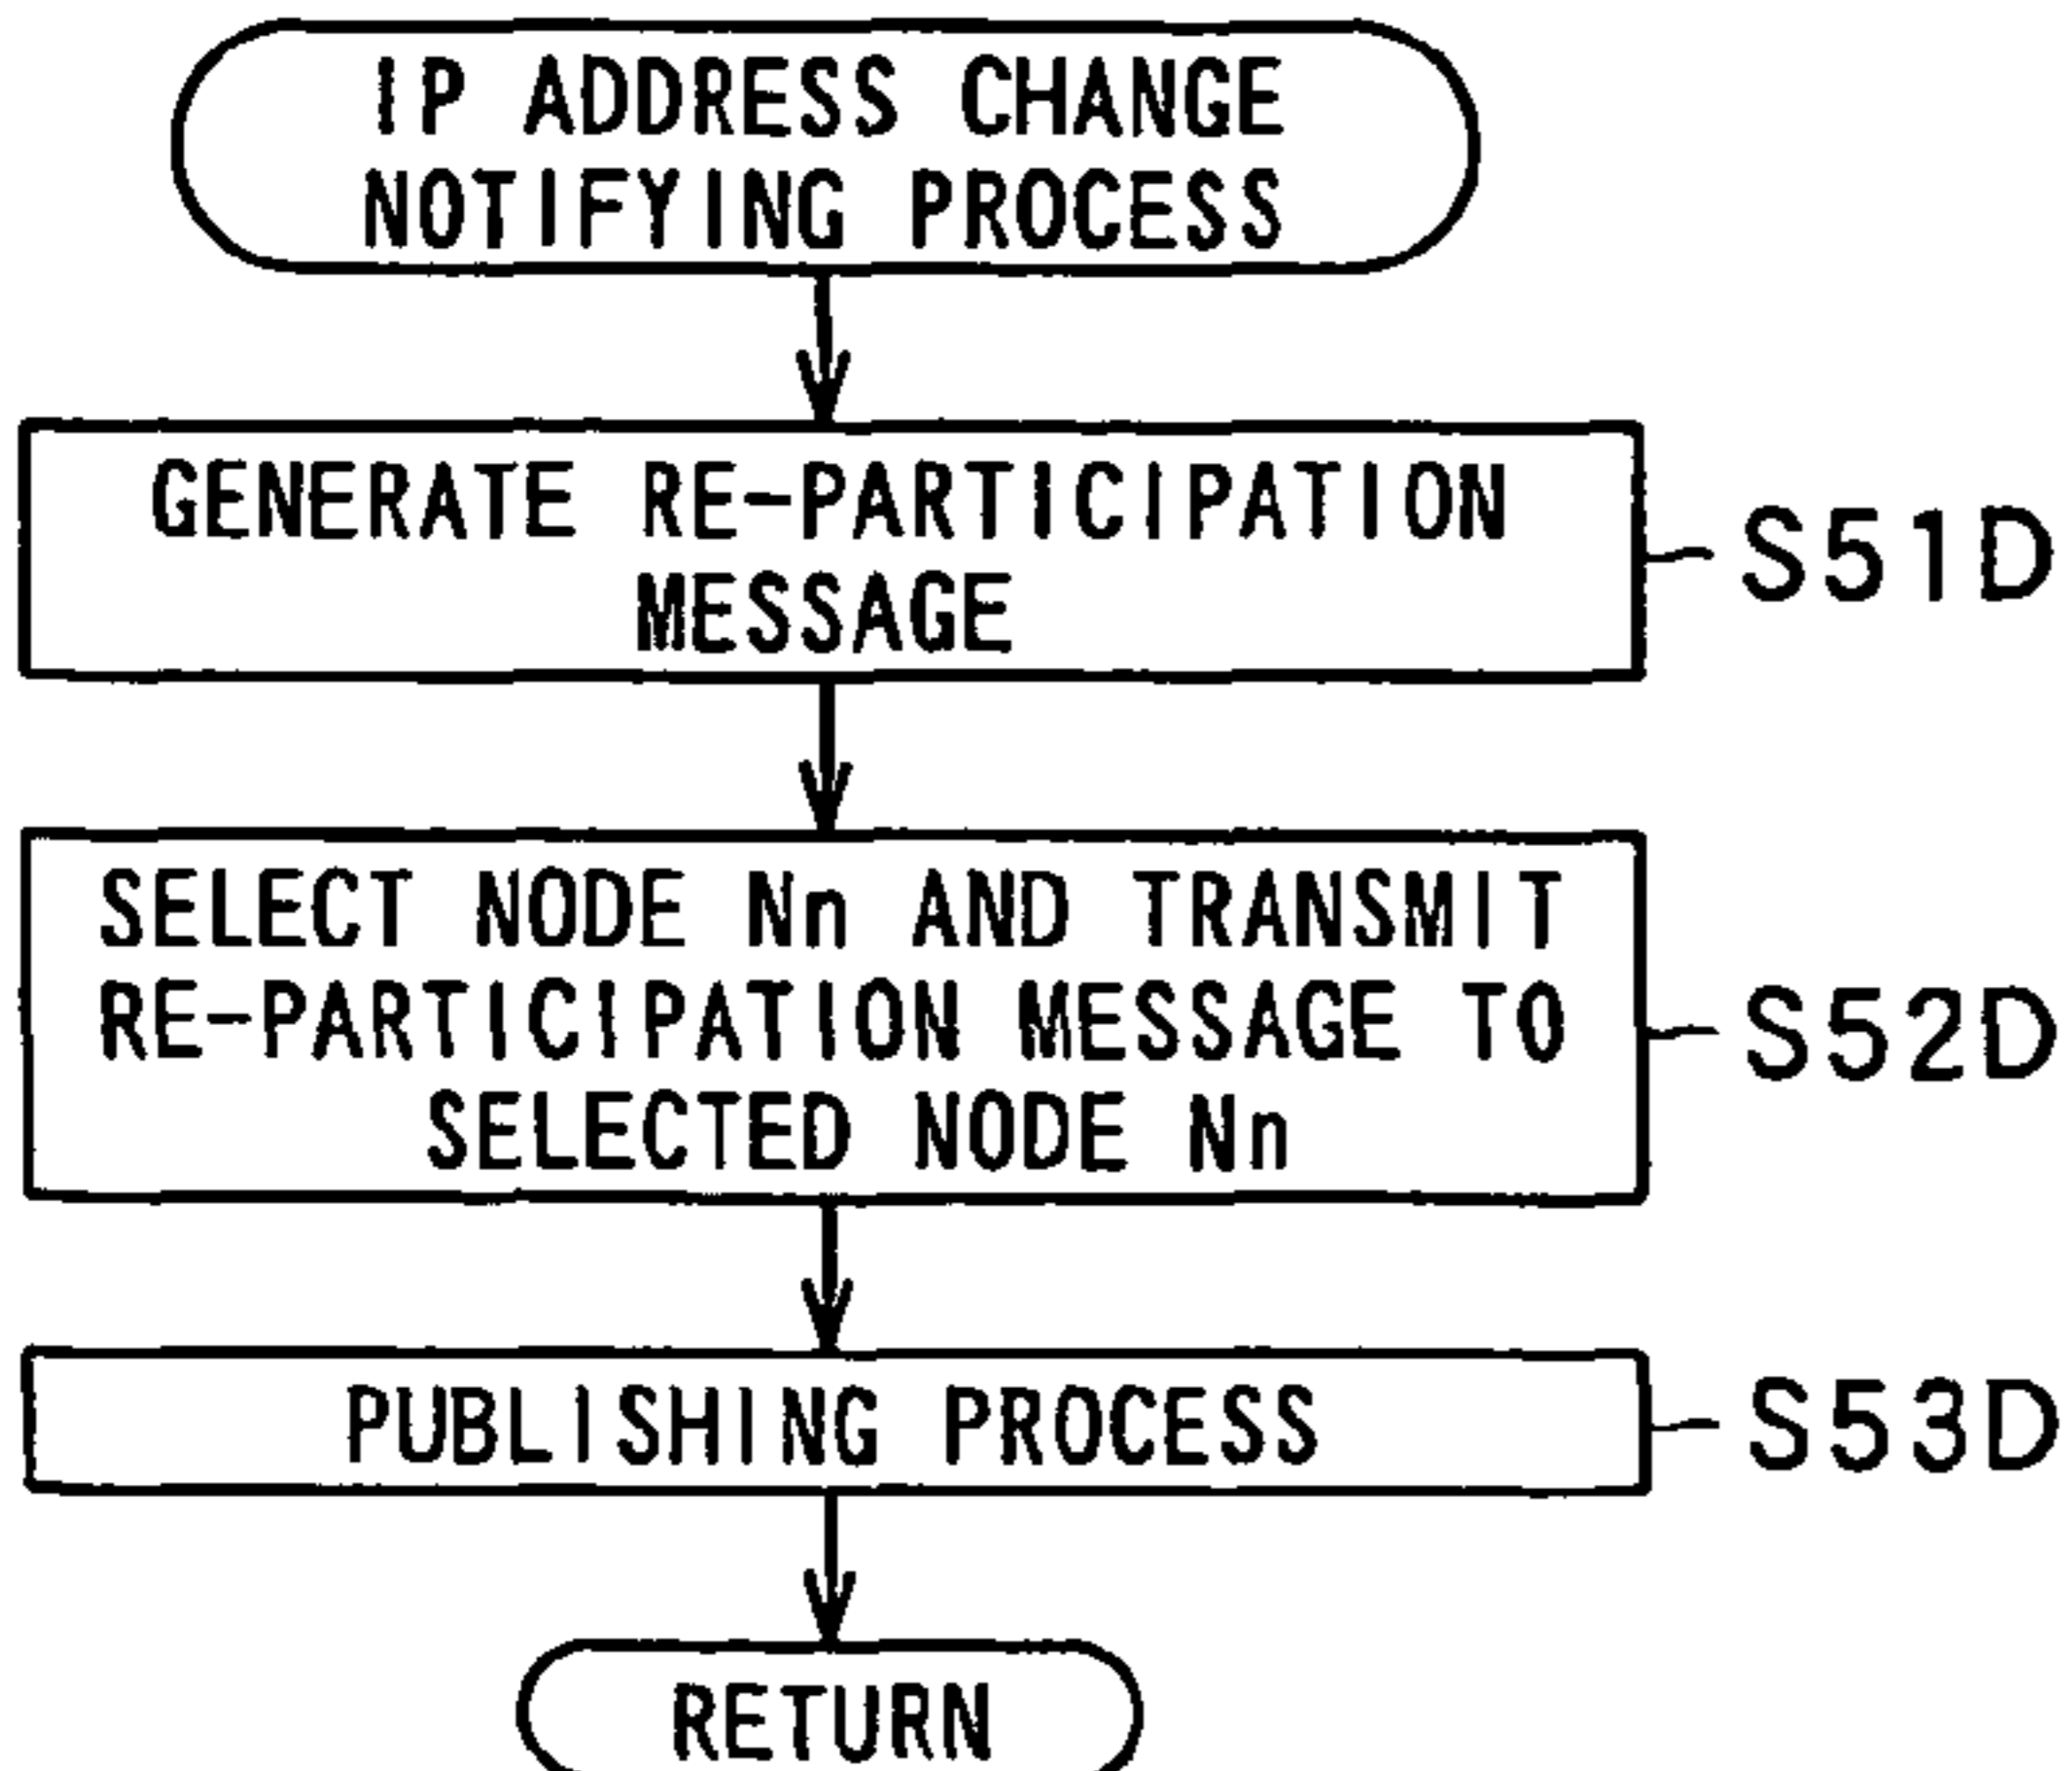 IP ADDRESS CHANGE
NOTIFYING PROCESS
GENERATE RE-PARTICIPATION
MESSAGE
S51D
SELECT NODE Nn AND TRANSMIT
RE-PARTICIPATION MESSAGE TO
SELECTED NODE Nn
S52D
PUBLISHING PROCESS
S53D
RETURN